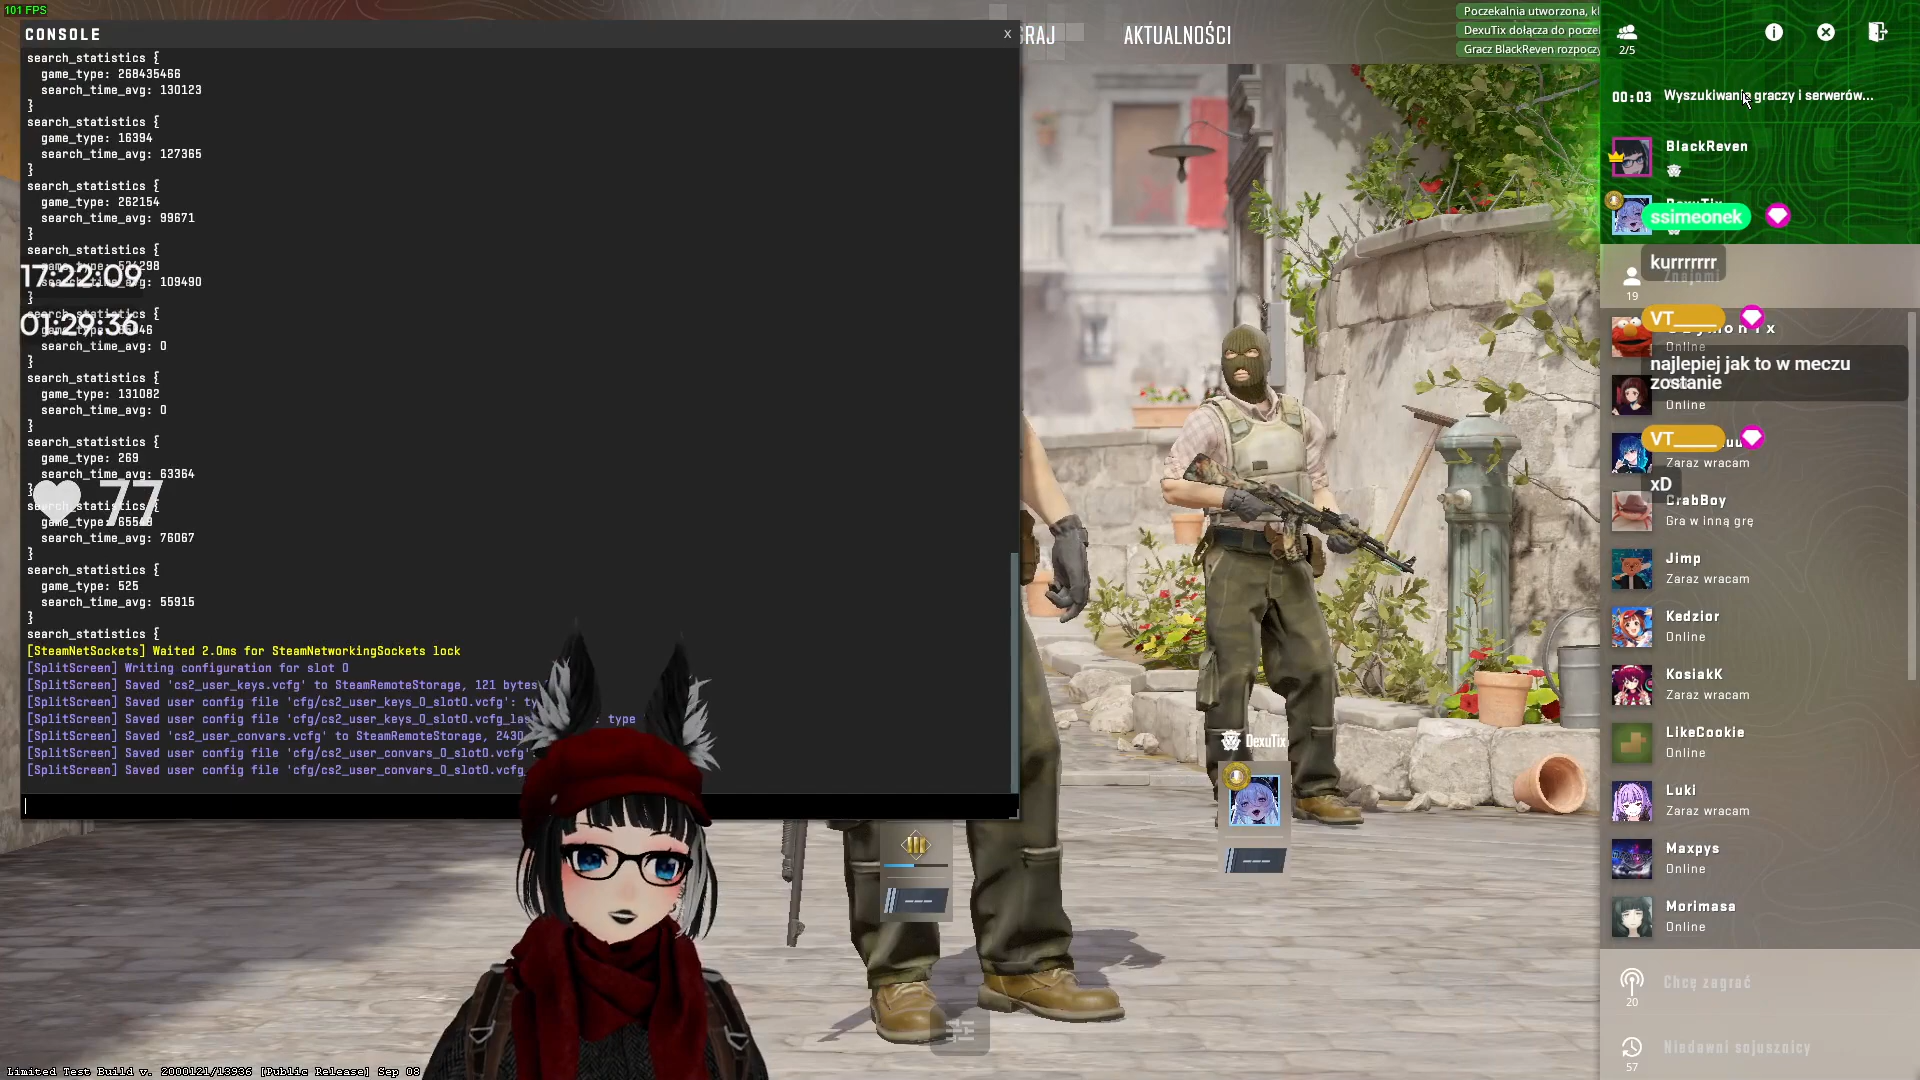 101 FPS
CONSOLE
x
search_statistics {
game_type: 268435466
search_time_avg: 130123
}
search_statistics {
game_type: 16394
search_time_avg: 127365
}
search_statistics {
game_type: 262154
search_time_avg: 99671
}
search_statistics {
17:22:09
search_time_avg: 109490
}
search_statistics {
01:29:36
search_time_avg: 0
}
search_statistics {
game_type: 131082
search_time_avg: 0
}
search_statistics {
game_type: 269
search_time_avg: 63364
}
77
search_statistics {
search_time_avg: 76067
}
search_statistics {
game_type: 525
search_time_avg: 55915
}
search_statistics {
[SteamNetSockets] Waited 2.0ms for SteamNetworkingSockets lock
[SplitScreen] Writing configuration for slot 0
[SplitScreen] Saved 'cs2_user_keys.vcfg' to SteamRemoteStorage, 121 bytes
[SplitScreen] Saved user config file 'cfg/cs2_user_keys_0_slot0.vcfg': ty
[SplitScreen] Saved user config file 'cfg/cs2_user_keys_0_slot0.vcfg_las : type
[SplitScreen] Saved 'cs2_user_convars.vcfg' to SteamRemoteStorage, 2430
[SplitScreen] Saved user config file 'cfg/cs2_user_convars_0_slot0.vcfg':
[SplitScreen] Saved user config file 'cfg/cs2_user_convars_0_slot0.vcfg_
GRAJ
AKTUALNOŚCI
Poczekalnia utworzona, kl
DexuTix dołącza do poczel
Gracz BlackReven rozpoczy
2/5
00:03 Wyszukiwanie graczy i serwerów...
BlackReven
DexuTix
ssimeonek
kurrrrrrr
Znajomi
19
VT_____
Online
najlepiej jak to w meczu
zostanie
Online
VT_____
Zaraz wracam
xD
CrabBoy
Gra w inną grę
Jimp
Zaraz wracam
Kedzior
Online
KosiakK
Zaraz wracam
LikeCookie
Online
Luki
Zaraz wracam
Maxpys
Online
Morimasa
Online
Chcę zagrać
20
Niedawni sojusznicy
57
DexuTix
---
---
Limited Test Build v. 2000121/13936 [Public Release] Sep 08